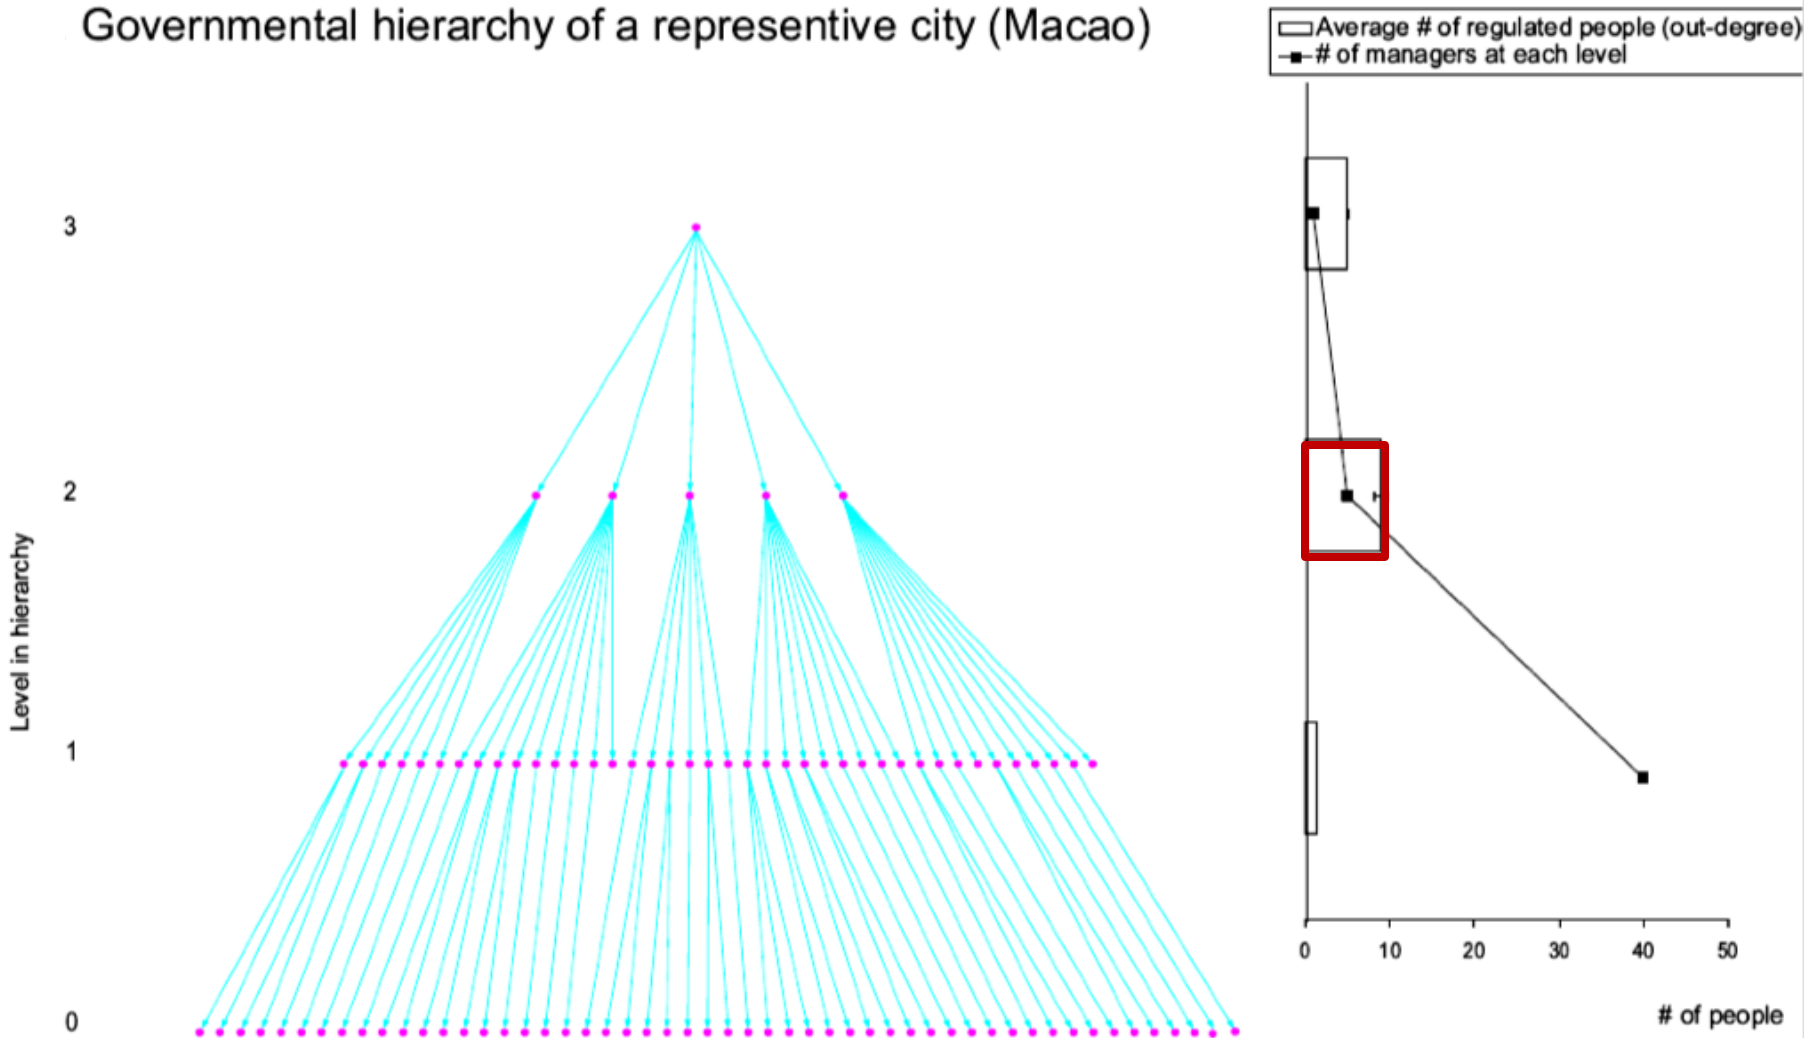 Governmental hierarchy of a representive city (Macao)
Average # of regulated people (out-degree)
# of managers at each level
3
2
1
0
Level in hierarchy
0 10 20 30 40 50
# of people